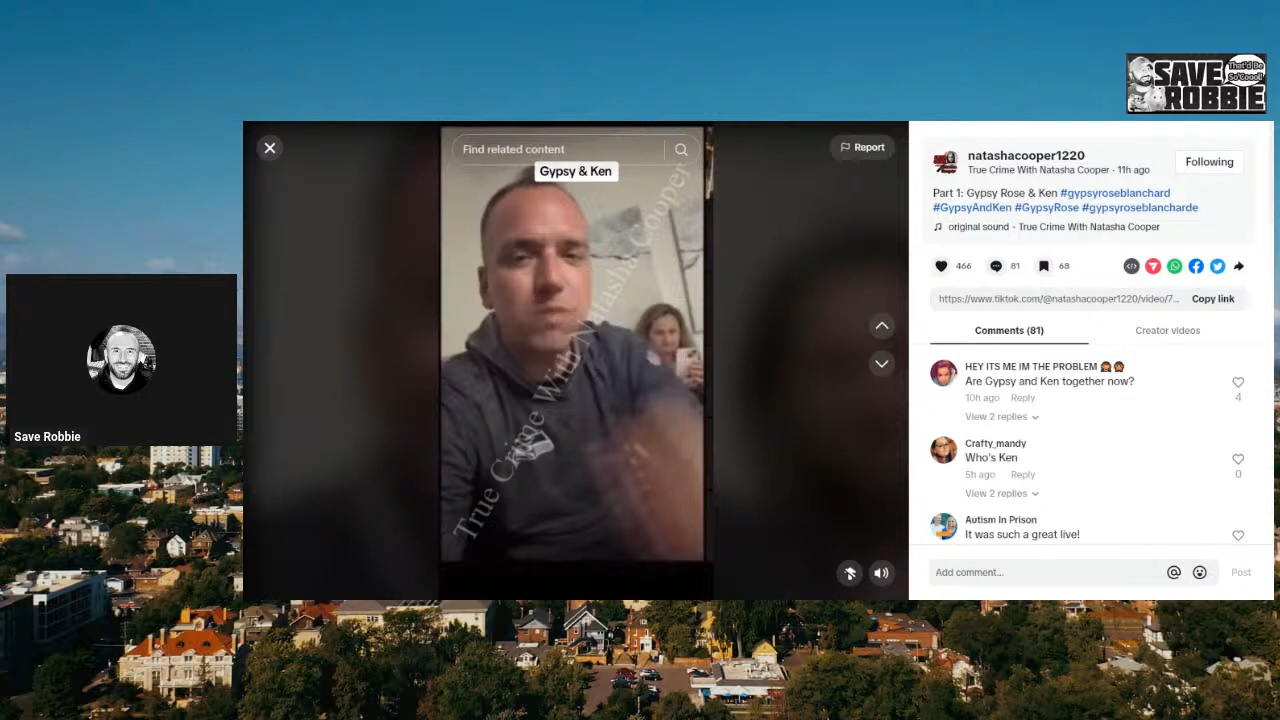 That'd Be
So Coool!
SAVE
ROBBIE
Find related content
Report
Gypsy & Ken
True Crime With Natasha Cooper
Save Robbie
natashacooper1220
True Crime With Natasha Cooper · 11h ago
Following
Part 1: Gypsy Rose & Ken #gypsyroseblanchard
#GypsyAndKen #GypsyRose #gypsyroseblancharde
original sound - True Crime With Natasha Cooper
466
81
68
https://www.tiktok.com/@natashacooper1220/video/7...
Copy link
Comments (81)
Creator videos
HEY ITS ME IM THE PROBLEM
Are Gypsy and Ken together now?
10h ago Reply
4
View 2 replies
Crafty_mandy
Who's Ken
5h ago Reply
0
View 2 replies
Autism In Prison
It was such a great live!
Add comment...
Post